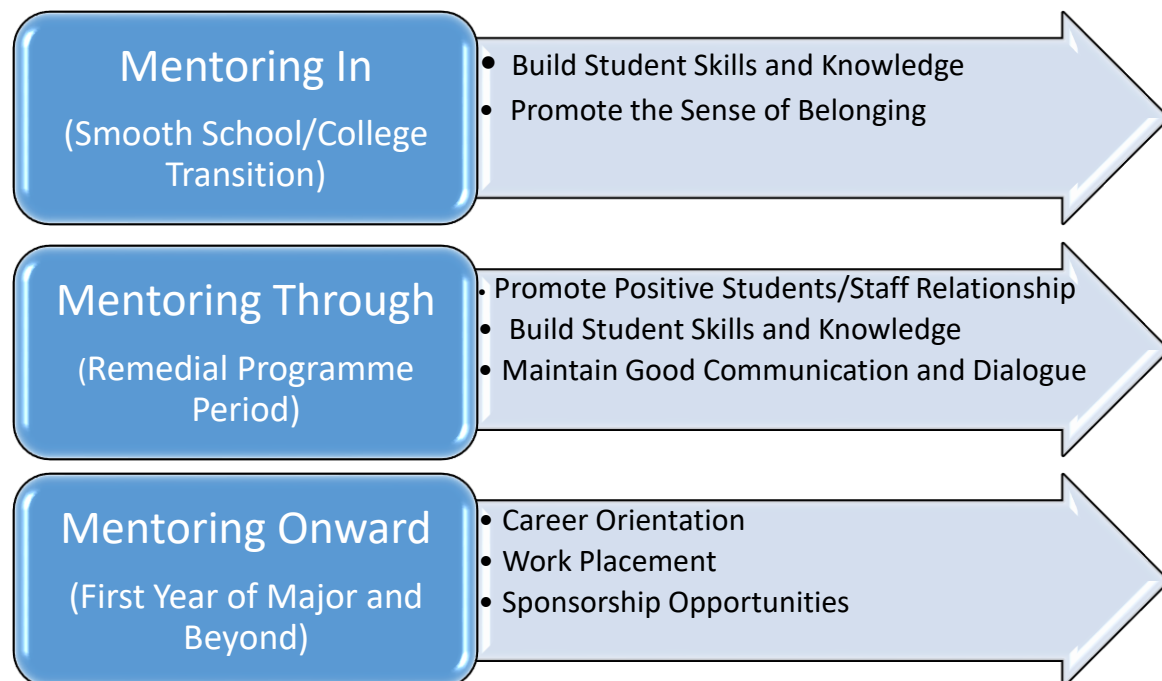 Mentoring In
(Smooth School/College
Transition)
• Build Student Skills and Knowledge
• Promote the Sense of Belonging
Mentoring Through
(Remedial Programme
Period)
• Promote Positive Students/Staff Relationship
• Build Student Skills and Knowledge
• Maintain Good Communication and Dialogue
Mentoring Onward
(First Year of Major and
Beyond)
• Career Orientation
• Work Placement
• Sponsorship Opportunities